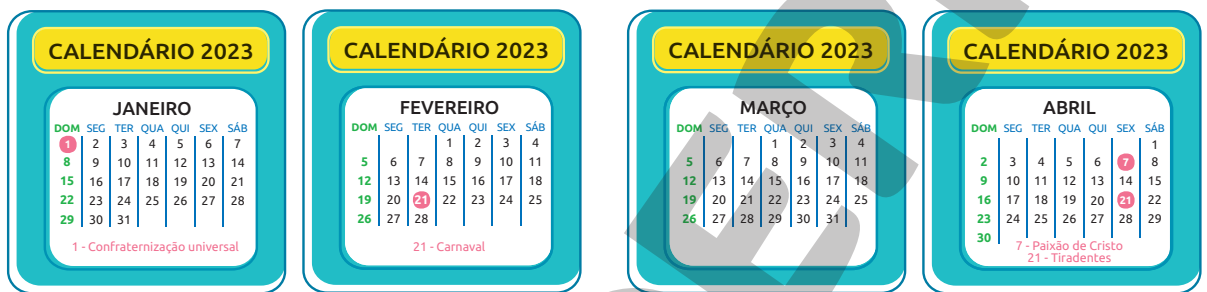 CALENDÁRIO 2023
JANEIRO
DOM SEG TER QUA QUI SEX SÁB
1 2 3 4 5 6 7
8 9 10 11 12 13 14
15 16 17 18 19 20 21
22 23 24 25 26 27 28
29 30 31
1 - Confraternização universal
CALENDÁRIO 2023
FEVEREIRO
DOM SEG TER QUA QUI SEX SÁB
1 2 3 4
5 6 7 8 9 10 11
12 13 14 15 16 17 18
19 20 21 22 23 24 25
26 27 28
21 - Carnaval
CALENDÁRIO 2023
MARÇO
DOM SEG TER QUA QUI SEX SÁB
1 2 3 4
5 6 7 8 9 10 11
12 13 14 15 16 17 18
19 20 21 22 23 24 25
26 27 28 29 30 31
CALENDÁRIO 2023
ABRIL
DOM SEG TER QUA QUI SEX SÁB
1
2 3 4 5 6 7 8
9 10 11 12 13 14 15
16 17 18 19 20 21 22
23 24 25 26 27 28 29
30
7 - Paixão de Cristo
21 - Tiradentes